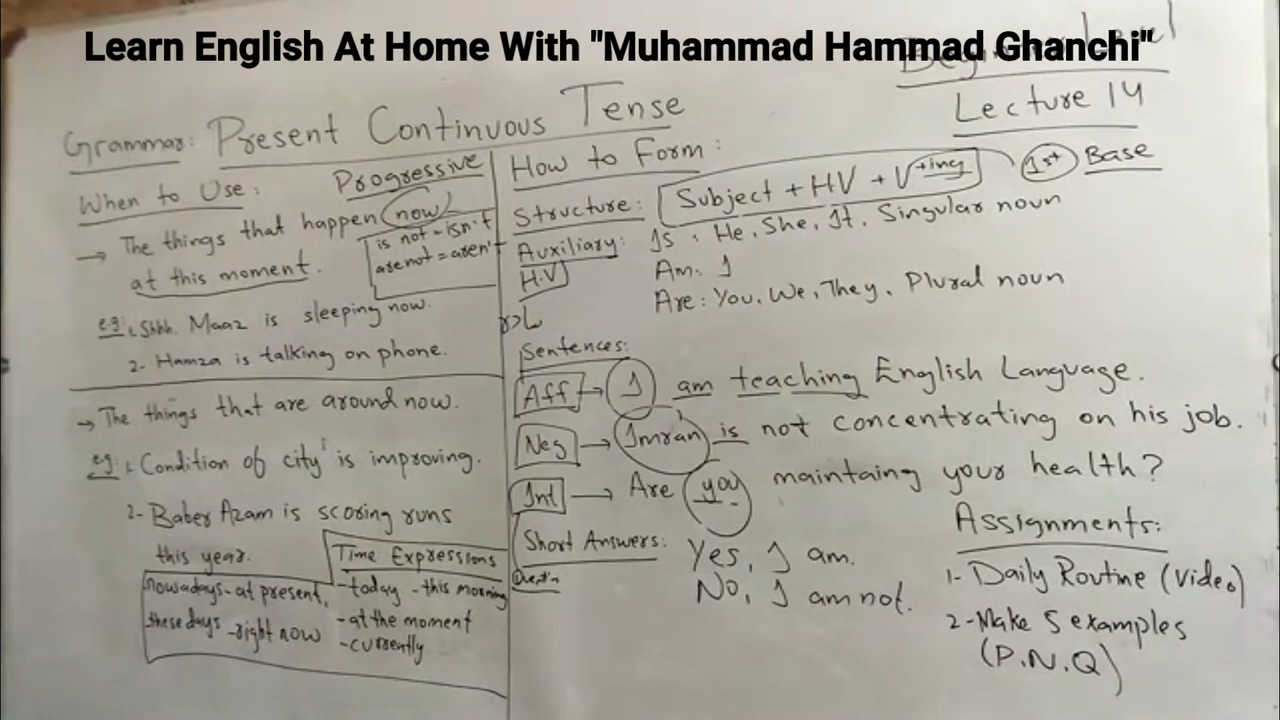 Learn English At Home With "Muhammad Hammad Ghanchi"
Lecture 14
Grammar: Present Continuous Tense
When to Use:
Progressive
→ The things that happen now
at this moment.
is not = isn't
are not = aren't
e.g: 1. Shhh. Maaz is sleeping now.
2- Hamza is talking on phone.
→ The things that are around now.
eg: 1. Condition of city is improving.
2- Baber Azam is scoring runs
this year.
Time Expressions
nowadays - at present,
these days - right now
- today - this morning
- at the moment
- currently
How to Form:
Structure: Subject + HV + V+ing 1st Base
Auxiliary: Is: He, She, It, Singular noun
H.V
Am: I
Are: You, We, They, Plural noun
Sentences:
Aff → I am teaching English Language.
Neg → Imran is not concentrating on his job.
Int → Are you maintaing your health?
Short Answers: Yes, I am.
No, I am not.
Assignments:
1- Daily Routine (Video)
2- Make 5 examples
(P.N.Q)